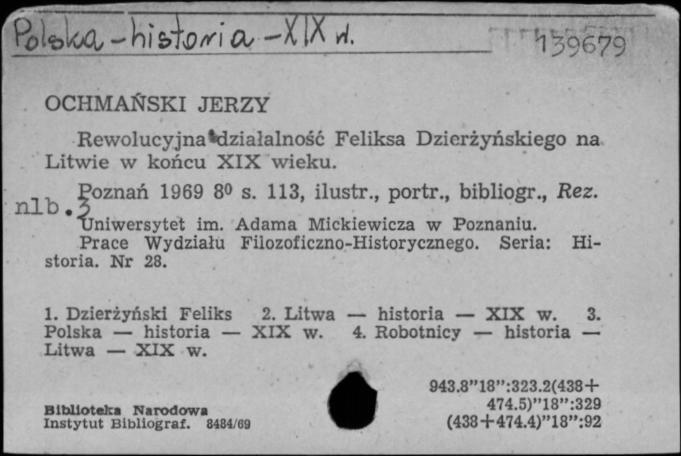 Polska - historia - XIX w.
139679
OCHMAŃSKI JERZY
Rewolucyjna działalność Feliksa Dzierżyńskiego na
Litwie w końcu XIX wieku.
Poznań 1969 8⁰ s. 113, ilustr., portr., bibliogr., Rez.
nlb. 3
Uniwersytet im. Adama Mickiewicza w Poznaniu.
Prace Wydziału Filozoficzno-Historycznego. Seria: Hi-
storia. Nr 28.
1. Dzierżyński Feliks 2. Litwa — historia — XIX w. 3.
Polska — historia — XIX w. 4. Robotnicy — historia —
Litwa — XIX w.
943.8”18”:323.2(438+
474.5)”18”:329
(438+474.4)”18”:92
Biblioteka Narodowa
Instytut Bibliograf. 8484/69